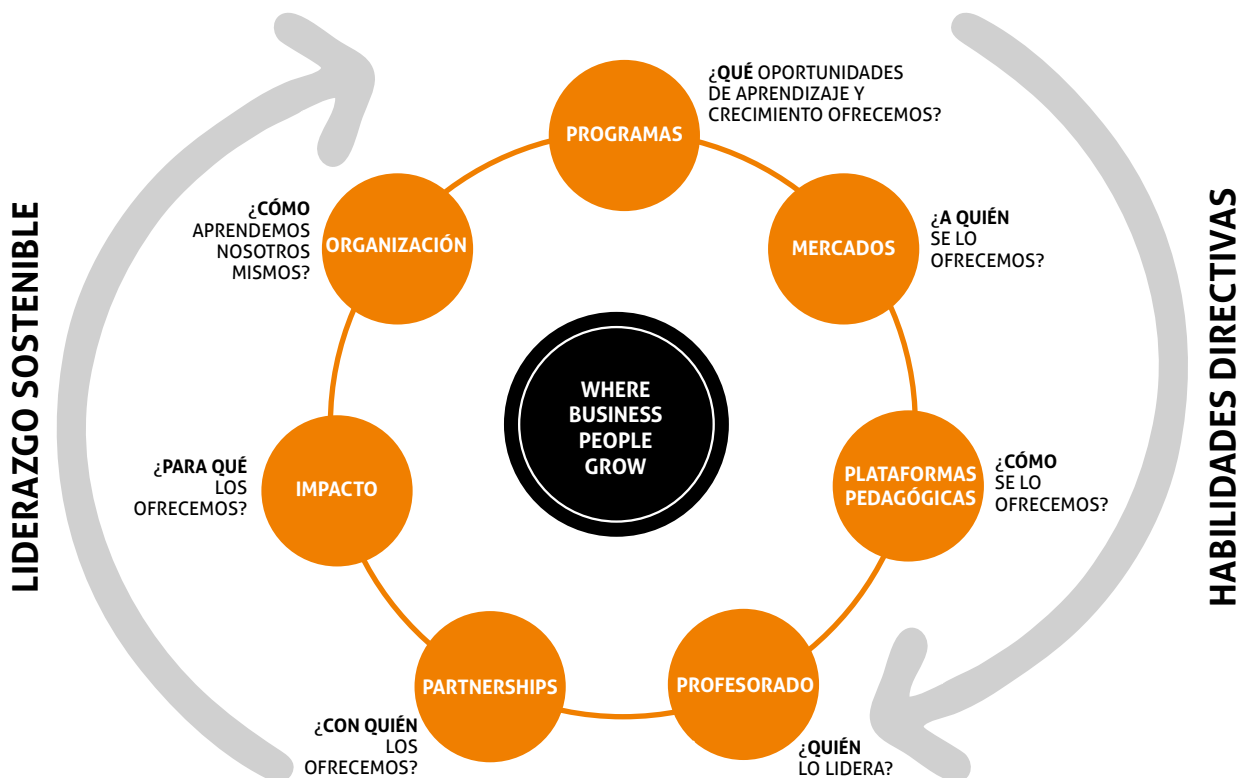 ¿QUÉ OPORTUNIDADES
DE APRENDIZAJE Y
CRECIMIENTO OFRECEMOS?
PROGRAMAS
¿A QUIÉN
SE LO
OFRECEMOS?
MERCADOS
¿CÓMO
SE LO
OFRECEMOS?
PLATAFORMAS
PEDAGÓGICAS
PROFESORADO
¿QUIÉN
LO LIDERA?
PARTNERSHIPS
¿CON QUIÉN
LOS
OFRECEMOS?
¿PARA QUÉ
LOS
OFRECEMOS?
IMPACTO
¿CÓMO
APRENDEMOS
NOSOTROS
MISMOS?
ORGANIZACIÓN
WHERE
BUSINESS
PEOPLE
GROW
LIDERAZGO SOSTENIBLE
HABILIDADES DIRECTIVAS